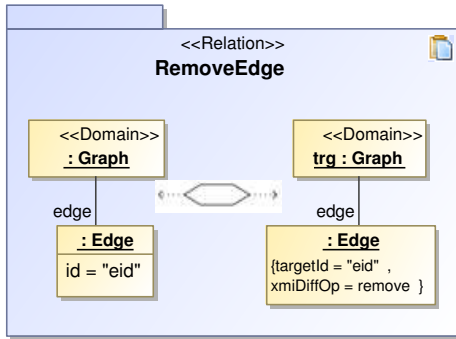 <<Relation>>
RemoveEdge
<<Domain>>
: Graph
<<Domain>>
trg : Graph
edge
edge
: Edge
id = "eid"
: Edge
{targetId = "eid" ,
xmiDiffOp = remove }